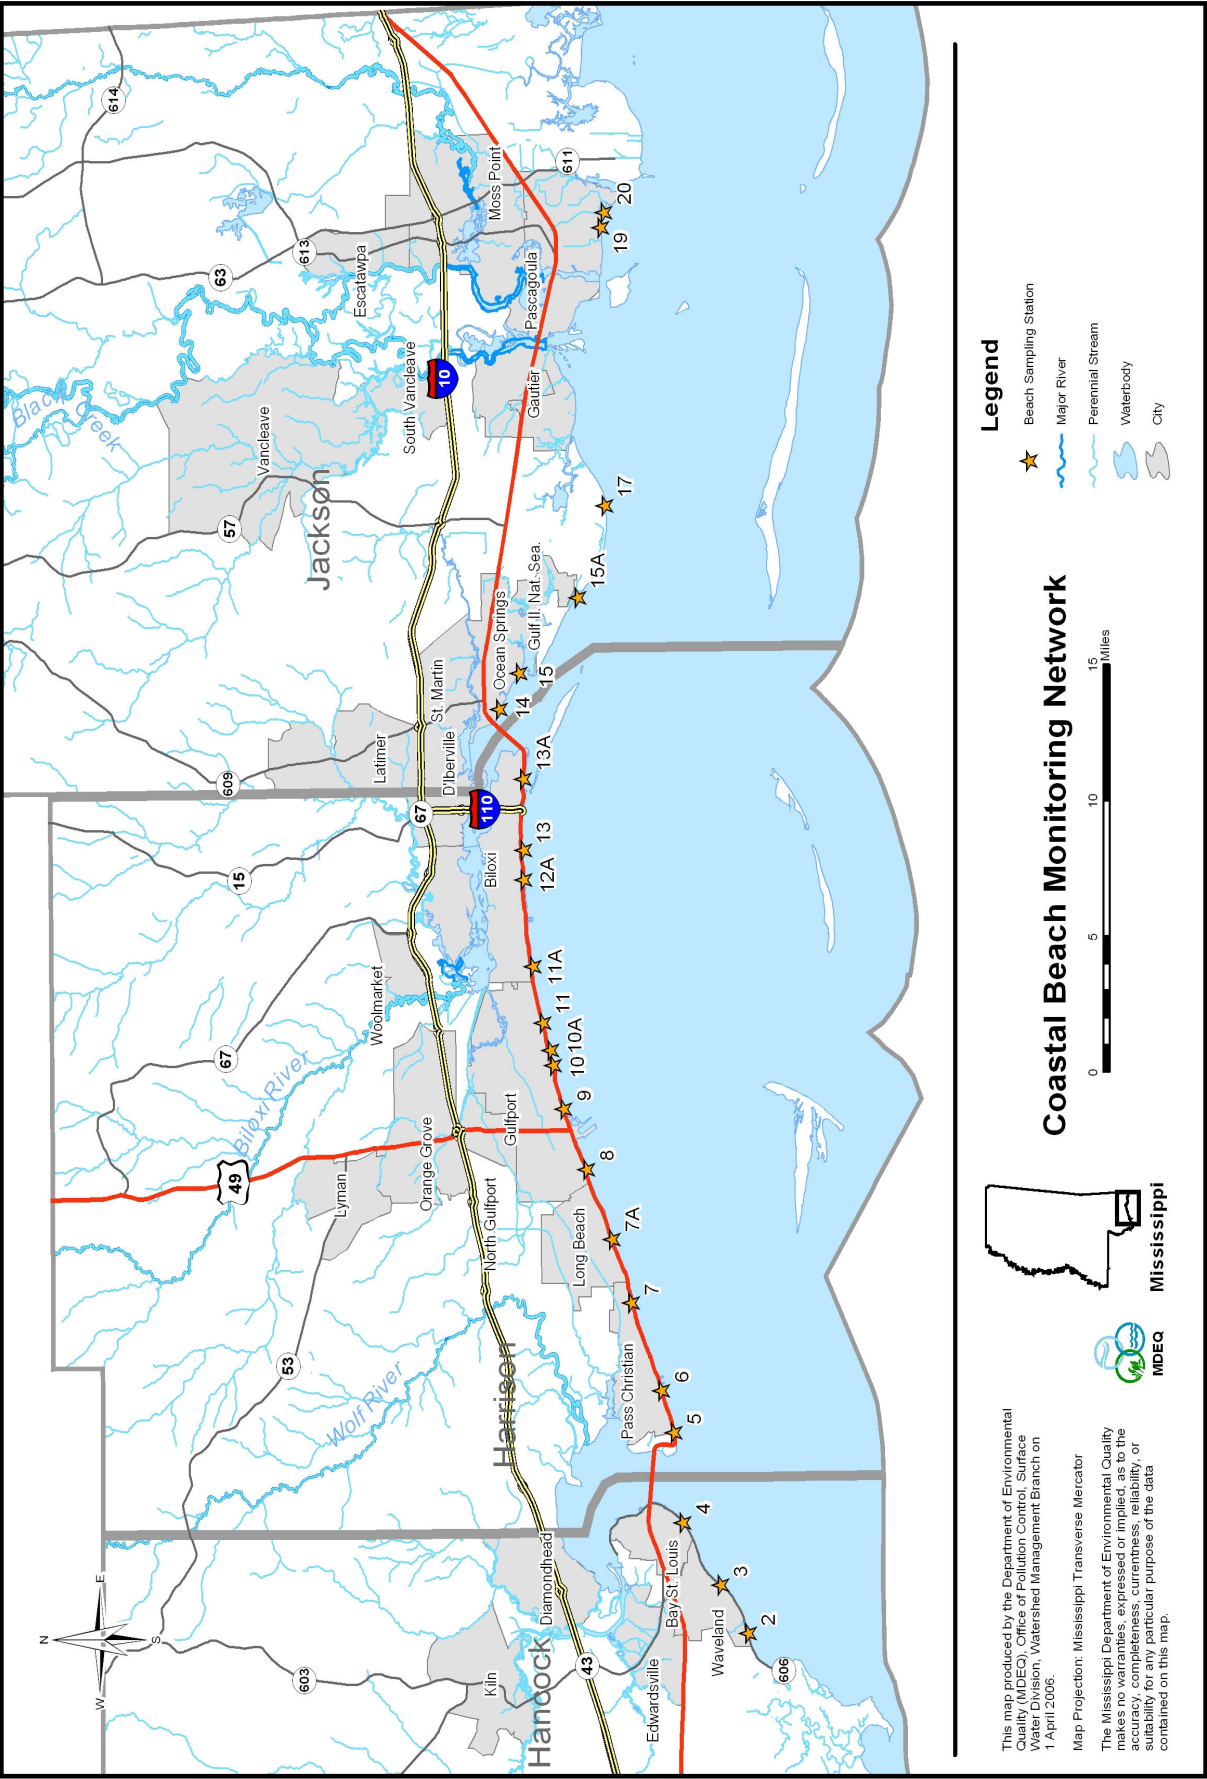 N
W
E
S
614
613
63
611
Moss Point
Escatawpa
Pascagoula
20
19
Black Creek
Vancleave
South Vancleave
10
Gautier
57
Jackson
17
15A
Gulf Il. Nat. Sea.
Ocean Springs
15
14
St. Martin
Latimer
D'Iberville
609
13A
67
110
15
13
12A
Biloxi
Woolmarket
11A
11
10A
10
67
Biloxi River
9
49
Gulfport
Orange Grove
Lyman
8
North Gulfport
Long Beach
7A
7
53
Wolf River
Harrison
Pass Christian
6
5
4
Diamondhead
Bay St. Louis
3
Waveland
2
Hancock
603
Kiln
43
Edwardsville
606
Legend
Beach Sampling Station
Major River
Perennial Stream
Waterbody
City
Coastal Beach Monitoring Network
0 5 10 15
Miles
Mississippi
MDEQ
This map produced by the Department of Environmental
Quality (MDEQ), Office of Pollution Control, Surface
Water Division, Watershed Management Branch on
1 April 2006.
Map Projection: Mississippi Transverse Mercator
The Mississippi Department of Environmental Quality
makes no warranties, expressed or implied, as to the
accuracy, completeness, currentness, reliability, or
suitability for any particular purpose of the data
contained on this map.